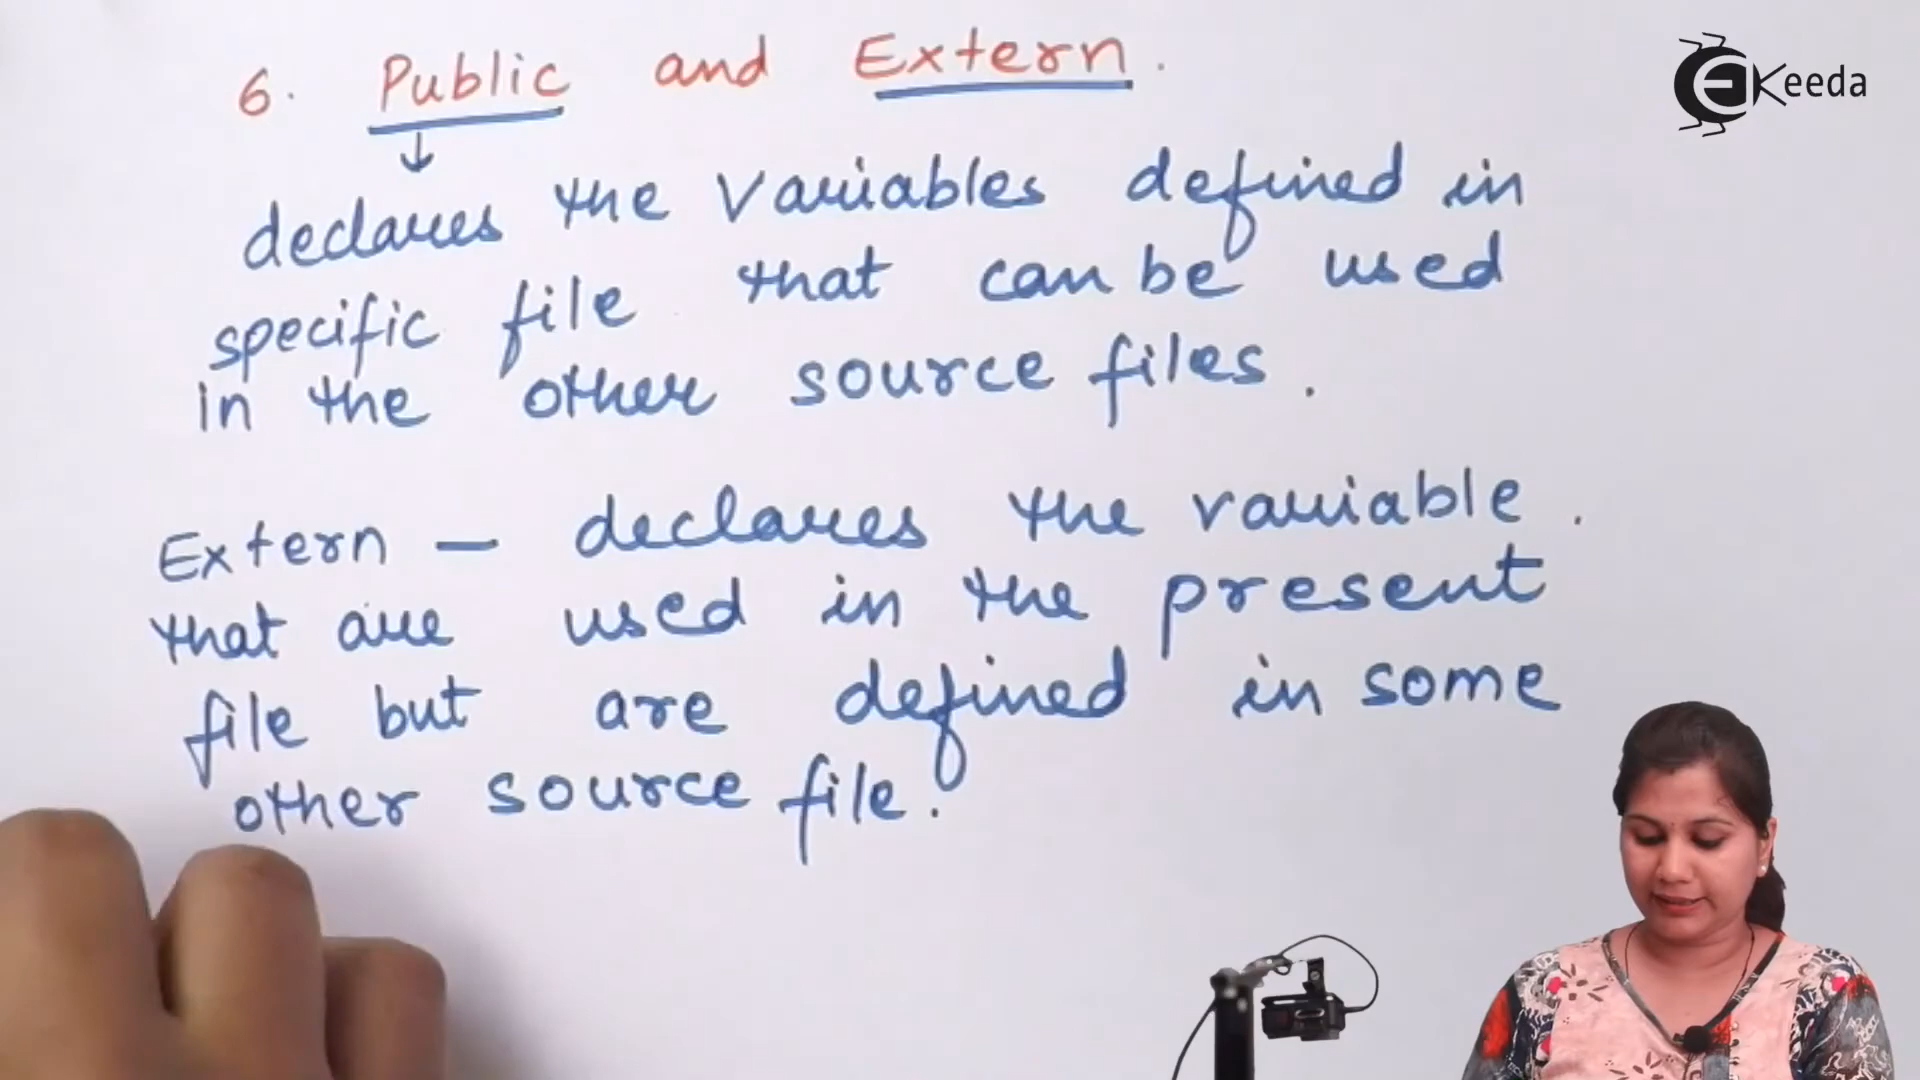 6. Public and Extern.
declares the Variables defined in
specific file that can be used
in the other source files.
Extern — declares the variable.
that are used in the present
file but are defined in some
other source file.
EKeeda